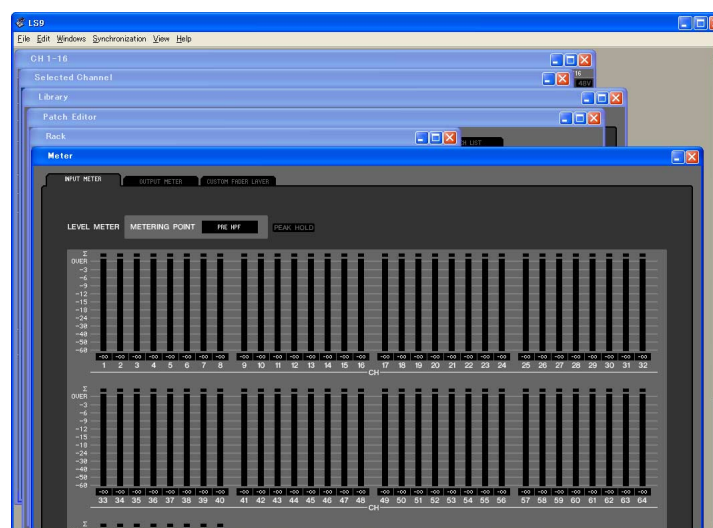 LS9
File Edit Windows Synchronization View Help
CH 1-16
Selected Channel
16
48V
Library
Patch Editor
Rack
CH LIST
Meter
INPUT METER OUTPUT METER CUSTOM FADER LAYER
LEVEL METER METERING POINT PRE HPF PEAK HOLD
Σ
OVER
-3
-6
-9
-12
-15
-18
-24
-30
-40
-50
-60
-∞ -∞ -∞ -∞ -∞ -∞ -∞ -∞ -∞ -∞ -∞ -∞ -∞ -∞ -∞ -∞ -∞ -∞ -∞ -∞ -∞ -∞ -∞ -∞ -∞ -∞ -∞ -∞ -∞ -∞ -∞ -∞
1 2 3 4 5 6 7 8 9 10 11 12 13 14 15 16 17 18 19 20 21 22 23 24 25 26 27 28 29 30 31 32
CH
Σ
OVER
-3
-6
-9
-12
-15
-18
-24
-30
-40
-50
-60
-∞ -∞ -∞ -∞ -∞ -∞ -∞ -∞ -∞ -∞ -∞ -∞ -∞ -∞ -∞ -∞ -∞ -∞ -∞ -∞ -∞ -∞ -∞ -∞ -∞ -∞ -∞ -∞ -∞ -∞ -∞ -∞
33 34 35 36 37 38 39 40 41 42 43 44 45 46 47 48 49 50 51 52 53 54 55 56 57 58 59 60 61 62 63 64
CH
Σ